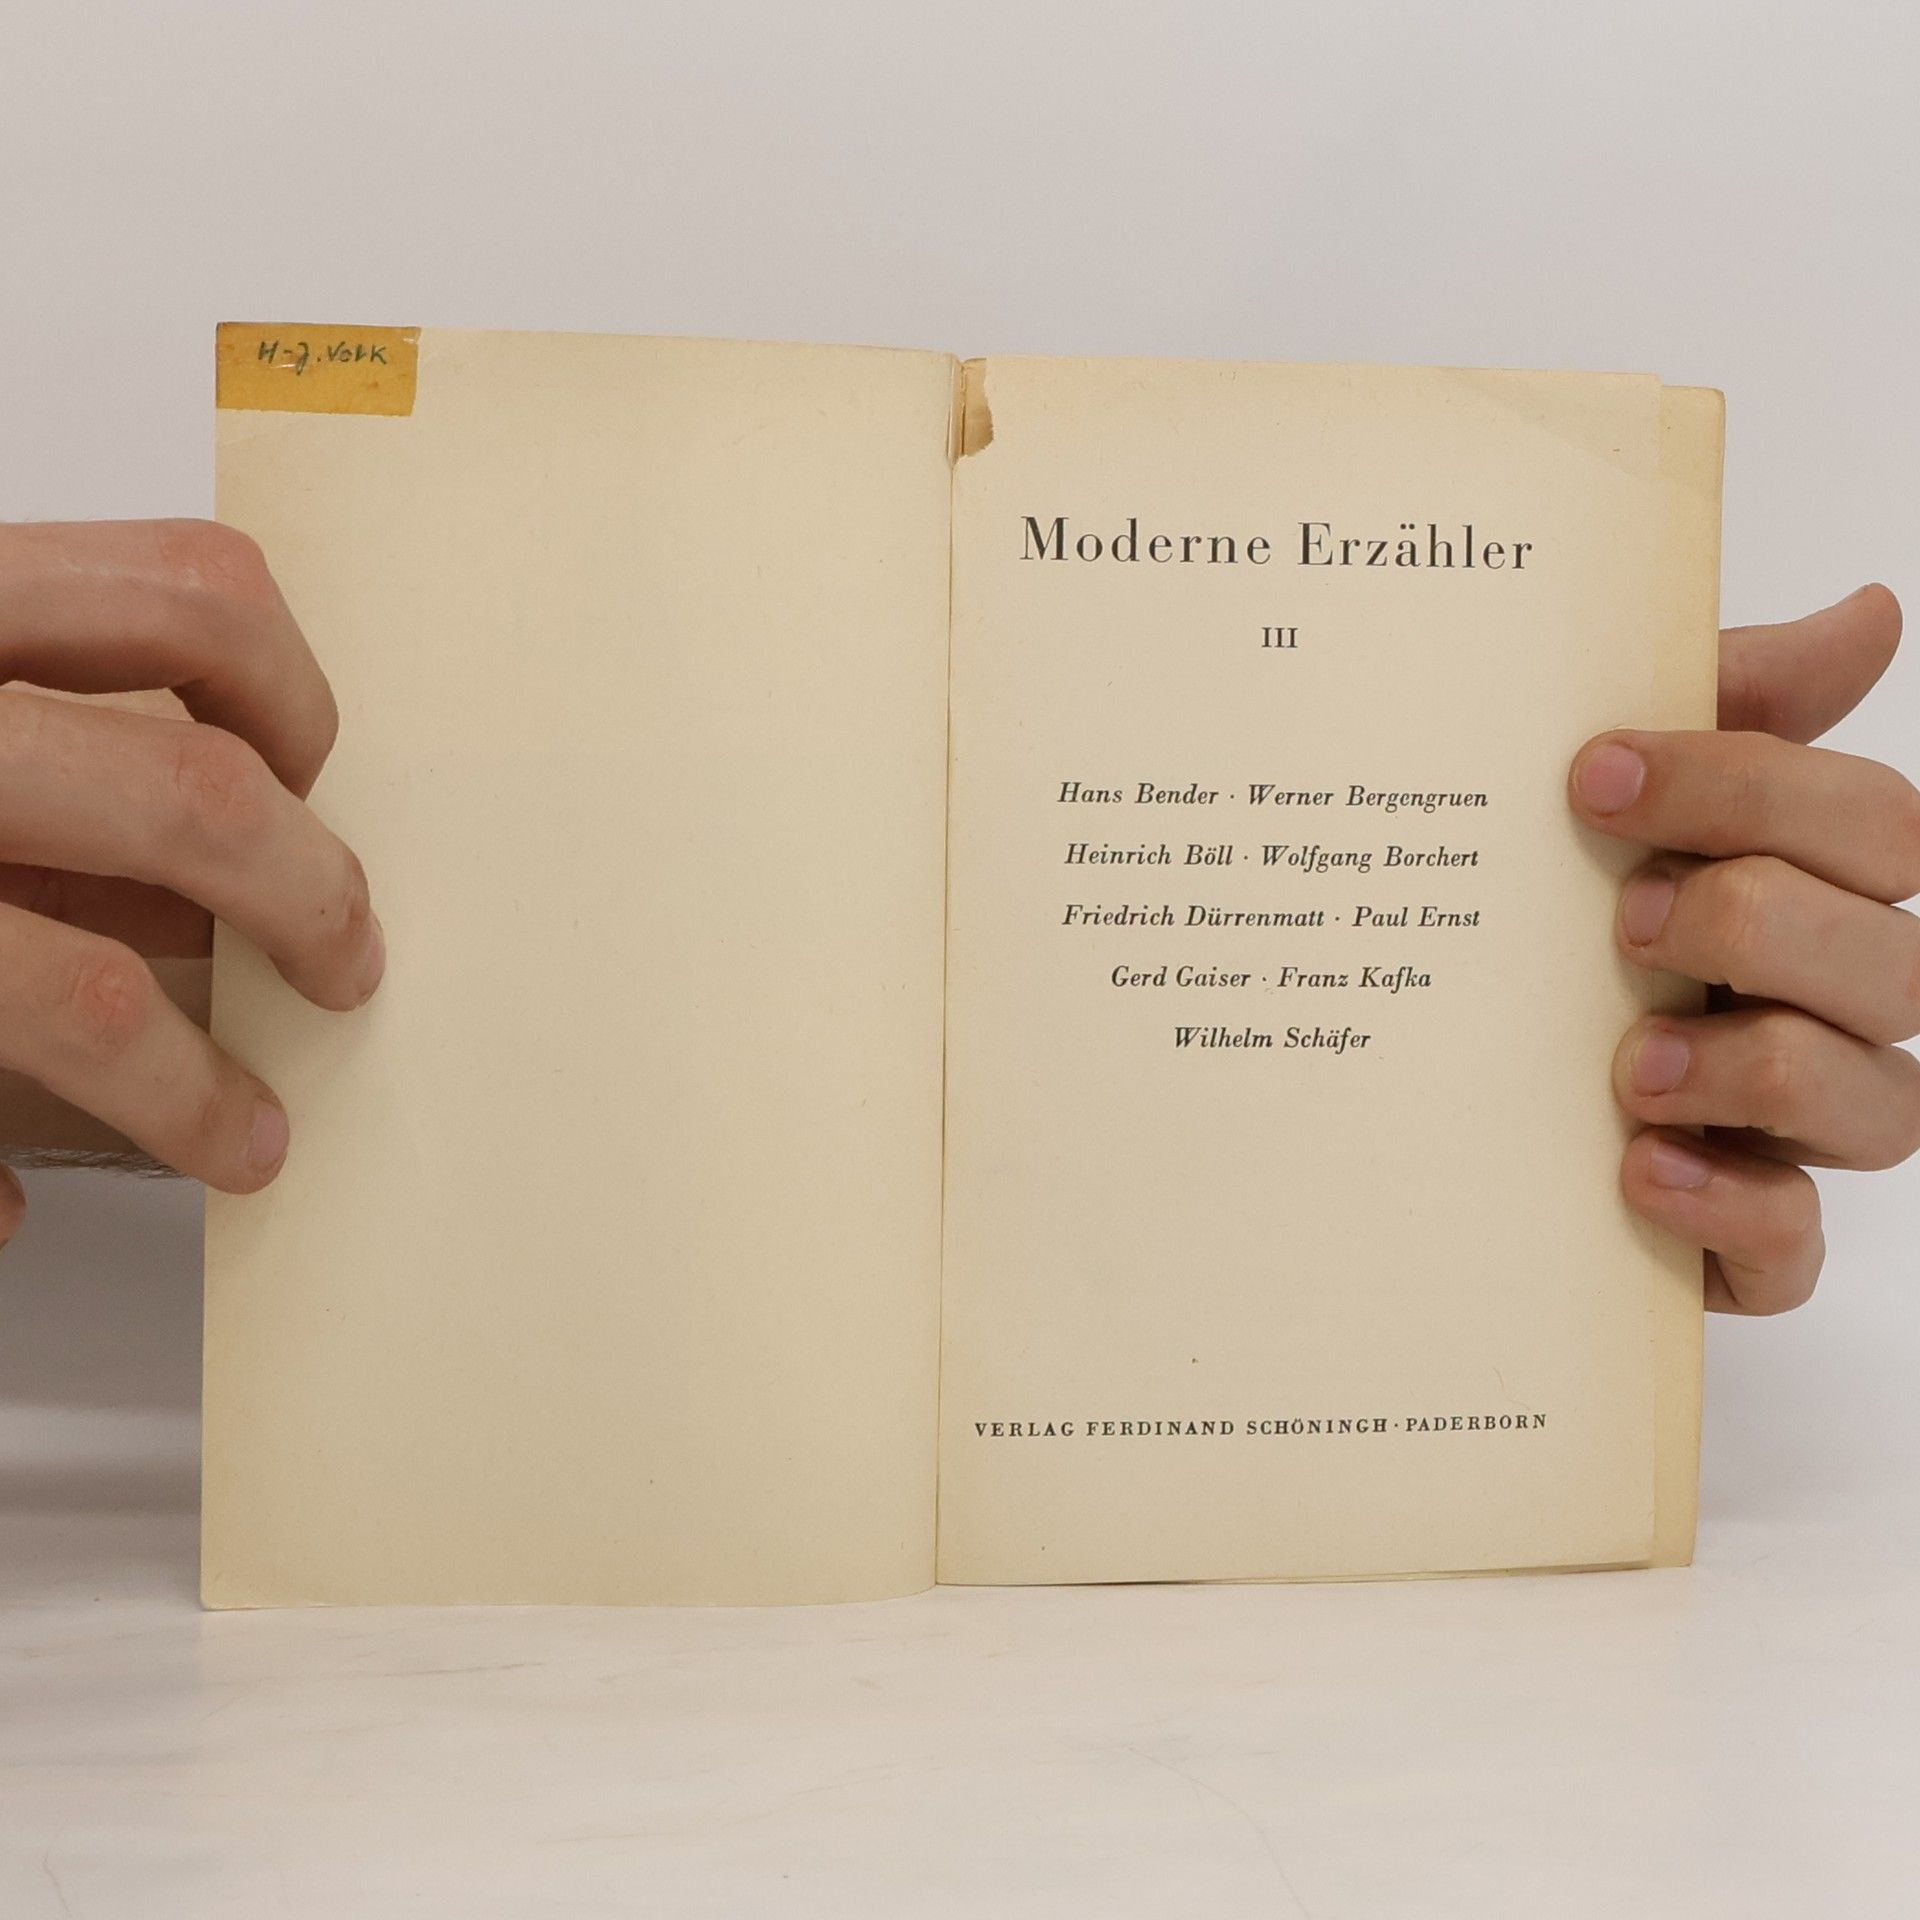 H-J. Volk
Moderne Erzähler
III
Hans Bender · Werner Bergengruen
Heinrich Böll · Wolfgang Borchert
Friedrich Dürrenmatt · Paul Ernst
Gerd Gaiser · Franz Kafka
Wilhelm Schäfer
VERLAG FERDINAND SCHÖNINGH · PADERBORN